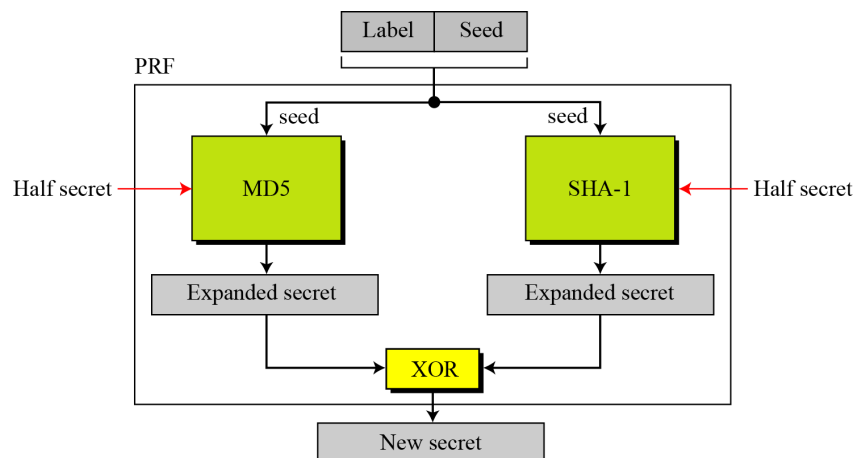 Label Seed
PRF
seed seed
Half secret MD5 SHA-1 Half secret
Expanded secret Expanded secret
XOR
New secret